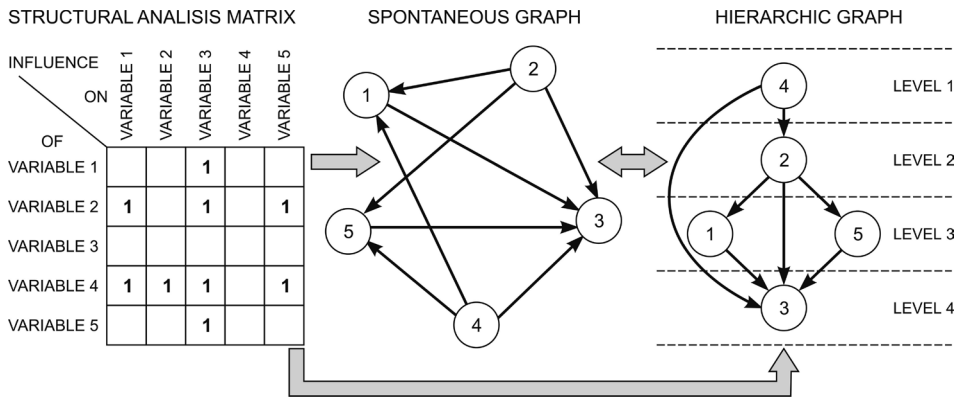 STRUCTURAL ANALISIS MATRIX
SPONTANEOUS GRAPH
HIERARCHIC GRAPH
INFLUENCE
ON
OF
VARIABLE 1
VARIABLE 2
VARIABLE 3
VARIABLE 4
VARIABLE 5
VARIABLE 1 1
VARIABLE 2 1 1 1
VARIABLE 3
VARIABLE 4 1 1 1 1
VARIABLE 5 1
2
1
5
3
4
4 LEVEL 1
2 LEVEL 2
1 5 LEVEL 3
3 LEVEL 4